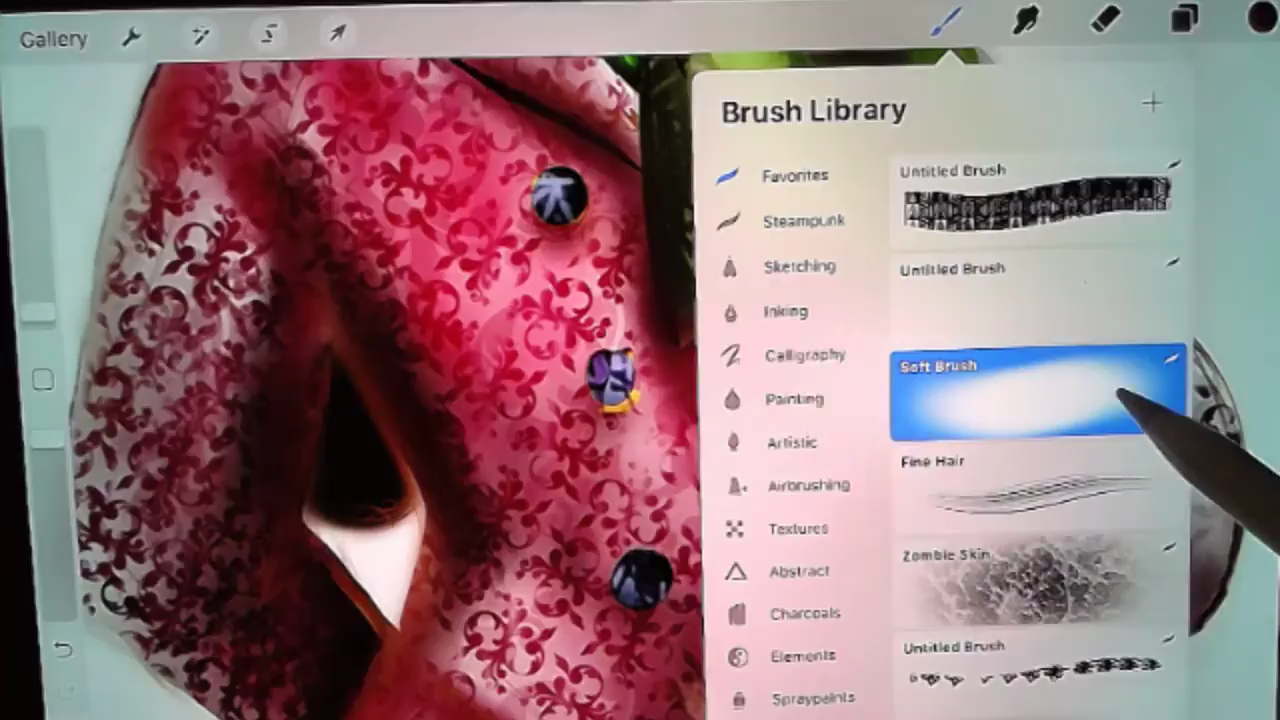 Gallery
Brush Library
Favorites
Steampunk
Sketching
Inking
Calligraphy
Painting
Artistic
Airbrushing
Textures
Abstract
Charcoals
Elements
Spraypaints
Untitled Brush
Untitled Brush
Soft Brush
Fine Hair
Zombie Skin
Untitled Brush